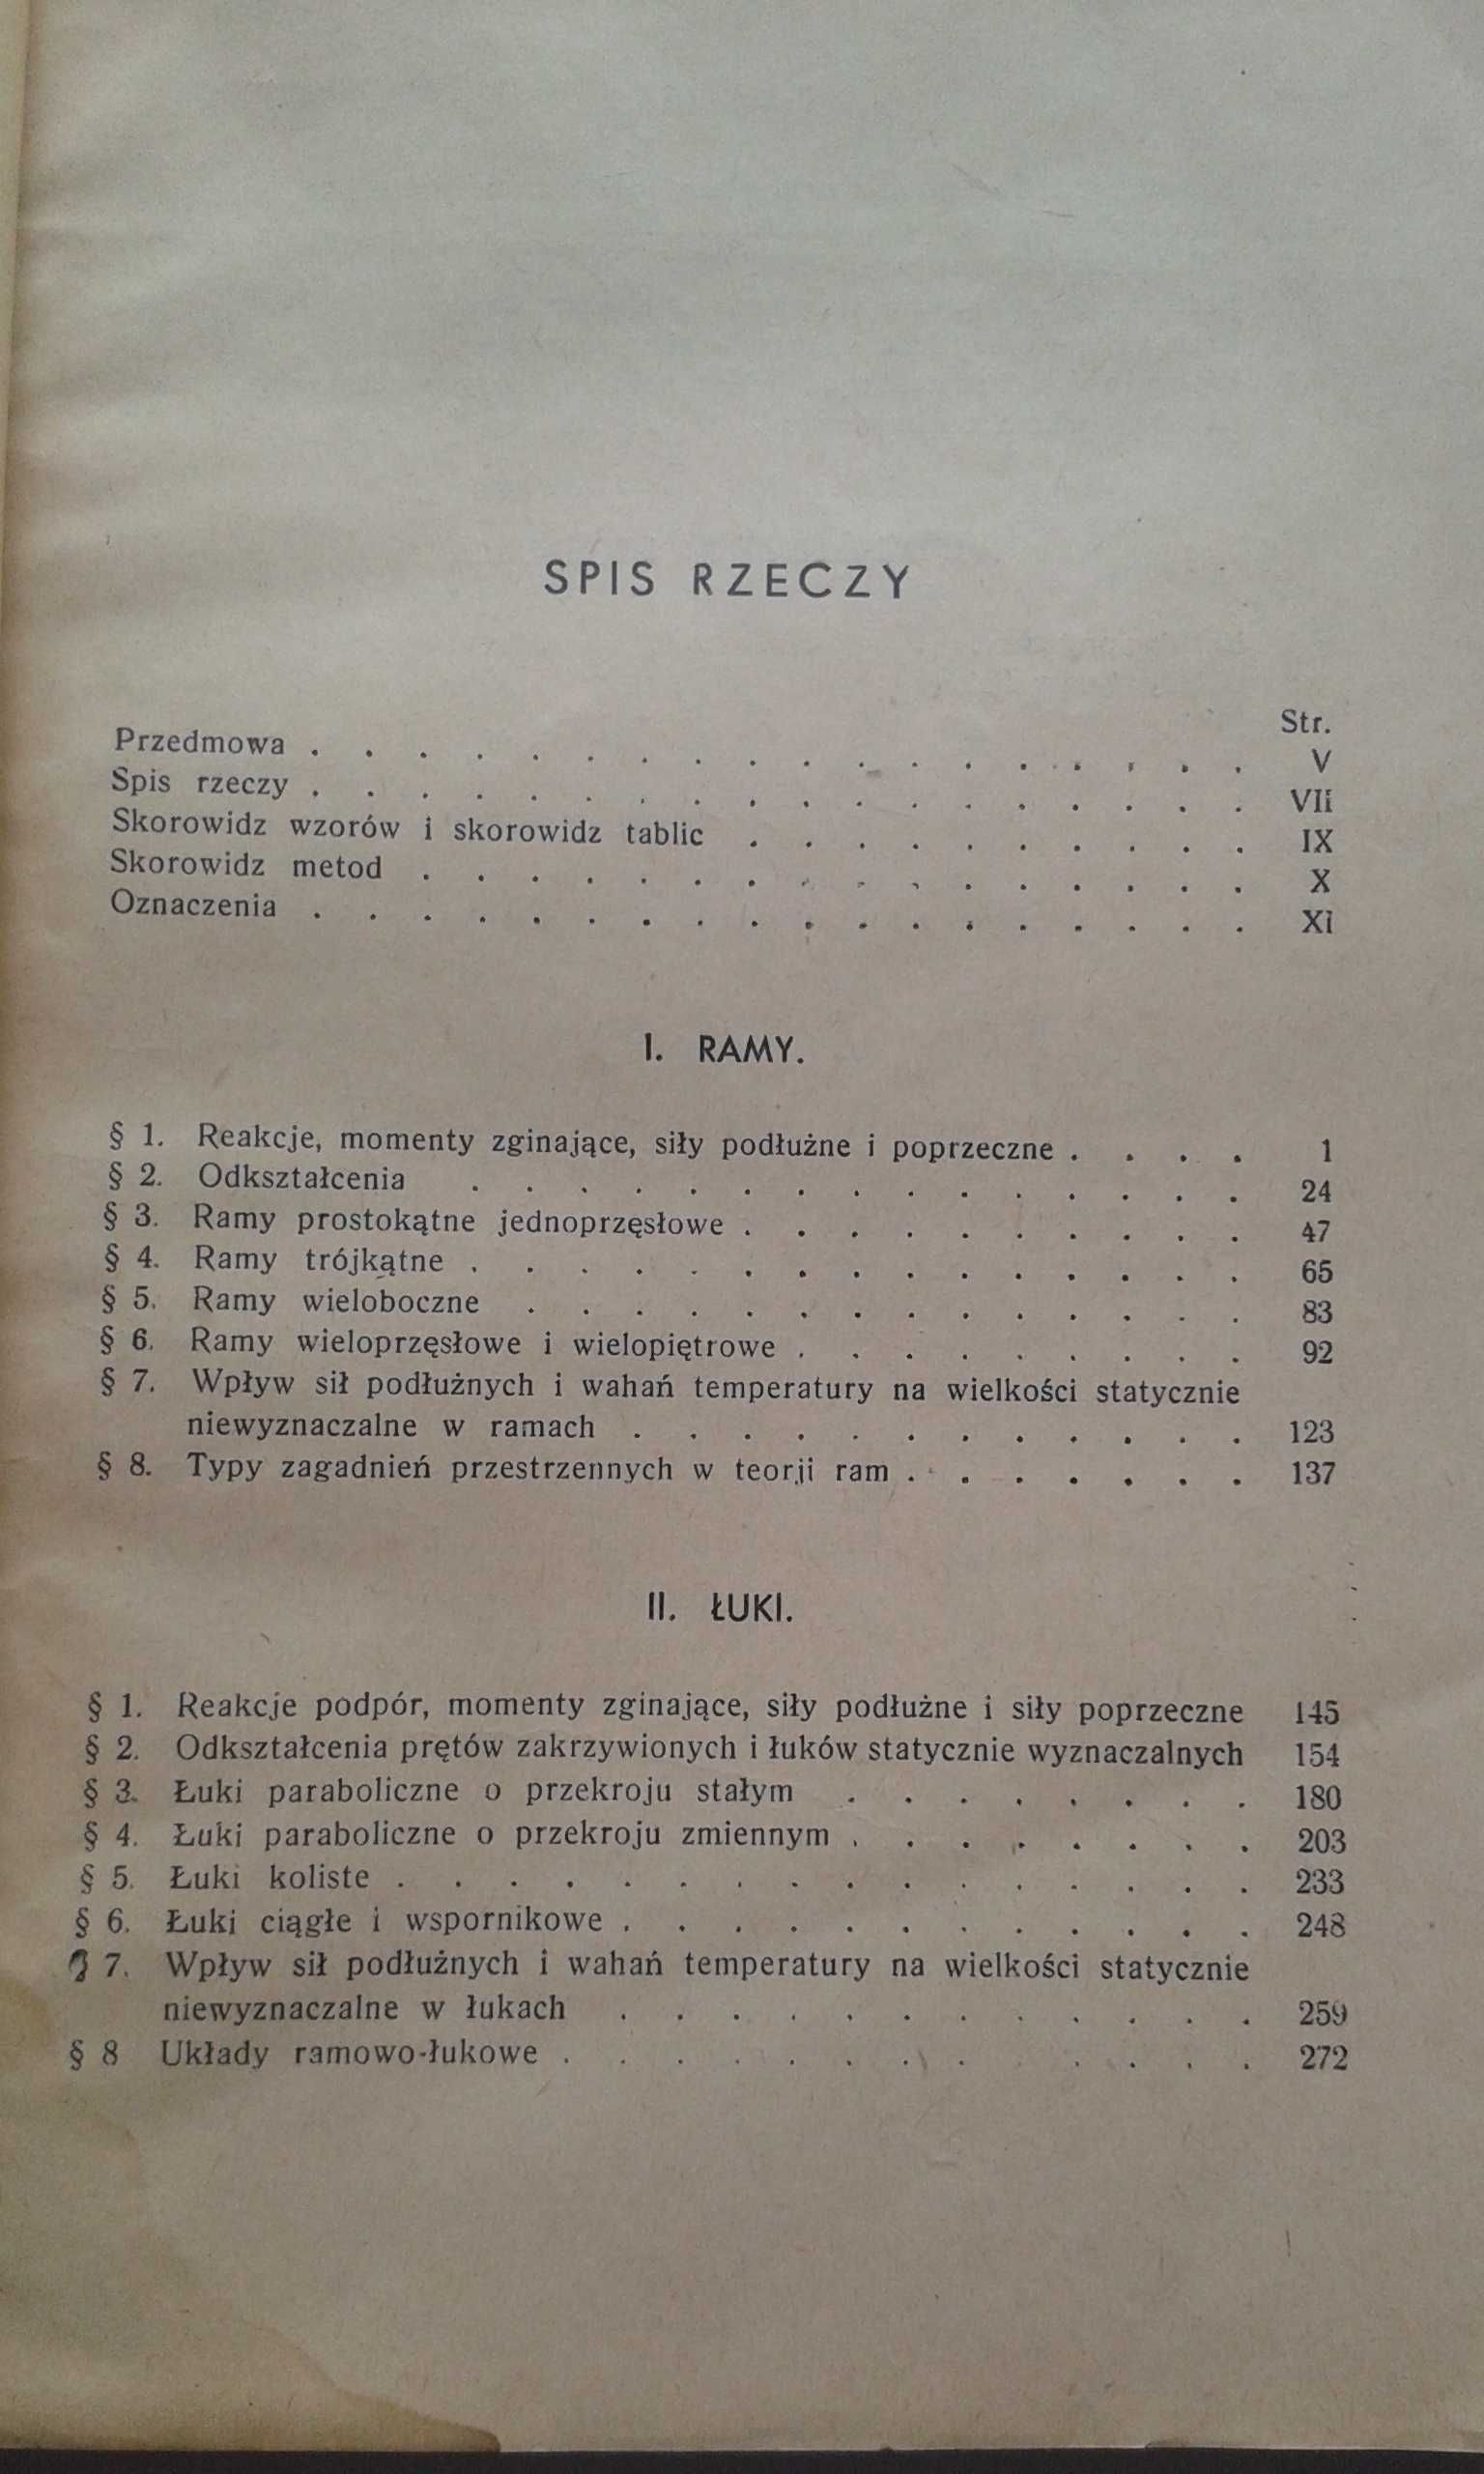 SPIS RZECZY
Str.
Przedmowa . . . . . . . . . . . . . . . . . . V
Spis rzeczy . . . . . . . . . . . . . . . . . . VII
Skorowidz wzorów i skorowidz tablic . . . . . . . . . . IX
Skorowidz metod . . . . . . . . . . . . . . . . X
Oznaczenia . . . . . . . . . . . . . . . . . . XI
I. RAMY.
§ 1. Reakcje, momenty zginające, siły podłużne i poprzeczne . . . . 1
§ 2. Odkształcenia . . . . . . . . . . . . . . . 24
§ 3. Ramy prostokątne jednoprzęsłowe . . . . . . . . . . 47
§ 4. Ramy trójkątne . . . . . . . . . . . . . . . 65
§ 5. Ramy wieloboczne . . . . . . . . . . . . . . 83
§ 6. Ramy wieloprzęsłowe i wielopiętrowe . . . . . . . . . 92
§ 7. Wpływ sił podłużnych i wahań temperatury na wielkości statycznie
niewyznaczalne w ramach . . . . . . . . . . . . 123
§ 8. Typy zagadnień przestrzennych w teorji ram . . . . . . . 137
II. ŁUKI.
§ 1. Reakcje podpór, momenty zginające, siły podłużne i siły poprzeczne 145
§ 2. Odkształcenia prętów zakrzywionych i łuków statycznie wyznaczalnych 154
§ 3. Łuki paraboliczne o przekroju stałym . . . . . . . . 180
§ 4. Łuki paraboliczne o przekroju zmiennym . . . . . . . . 203
§ 5. Łuki koliste . . . . . . . . . . . . . . . . 233
§ 6. Łuki ciągłe i wspornikowe . . . . . . . . . . . . 248
§ 7. Wpływ sił podłużnych i wahań temperatury na wielkości statycznie
niewyznaczalne w łukach . . . . . . . . . . . . 259
§ 8 Układy ramowo-łukowe . . . . . . . . . . . . 272